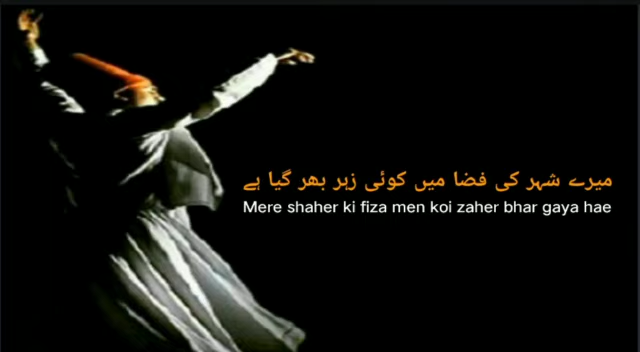 میرے شہر کی فضا میں کوئی زہر بھر گیا ہے
Mere shaher ki fiza men koi zaher bhar gaya hae